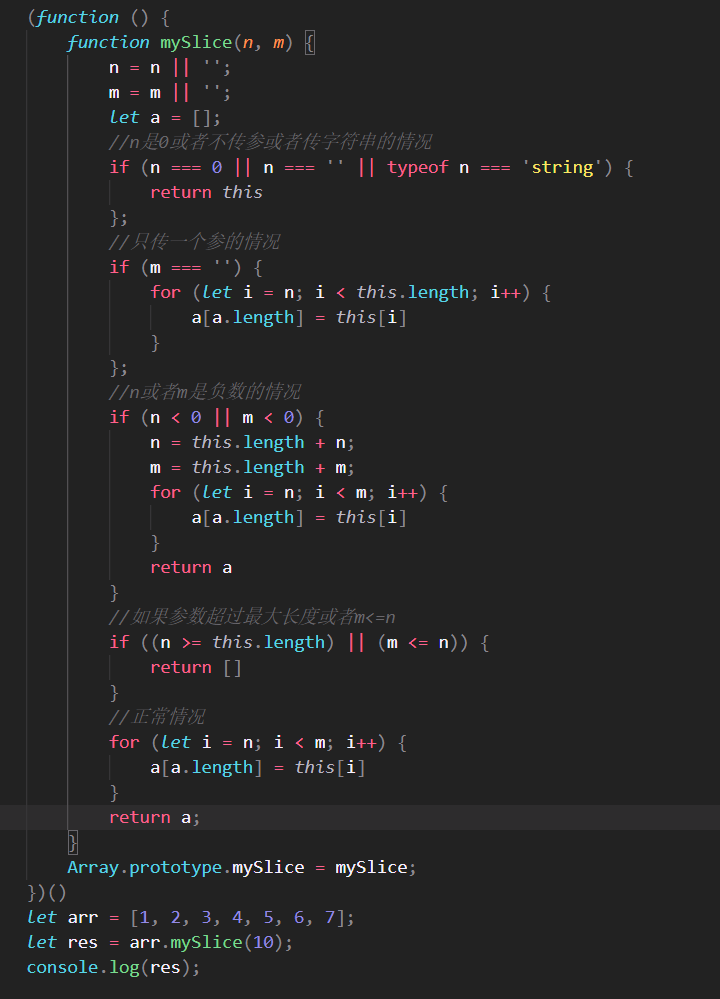 (function () {
    function mySlice(n, m) {
        n = n || '';
        m = m || '';
        let a = [];
        //n是0或者不传参或者传字符串的情况
        if (n === 0 || n === '' || typeof n === 'string') {
            return this
        };
        //只传一个参的情况
        if (m === '') {
            for (let i = n; i < this.length; i++) {
                a[a.length] = this[i]
            }
        };
        //n或者m是负数的情况
        if (n < 0 || m < 0) {
            n = this.length + n;
            m = this.length + m;
            for (let i = n; i < m; i++) {
                a[a.length] = this[i]
            }
            return a
        }
        //如果参数超过最大长度或者m<=n
        if ((n >= this.length) || (m <= n)) {
            return []
        }
        //正常情况
        for (let i = n; i < m; i++) {
            a[a.length] = this[i]
        }
        return a;
    }
    Array.prototype.mySlice = mySlice;
})()
let arr = [1, 2, 3, 4, 5, 6, 7];
let res = arr.mySlice(10);
console.log(res);